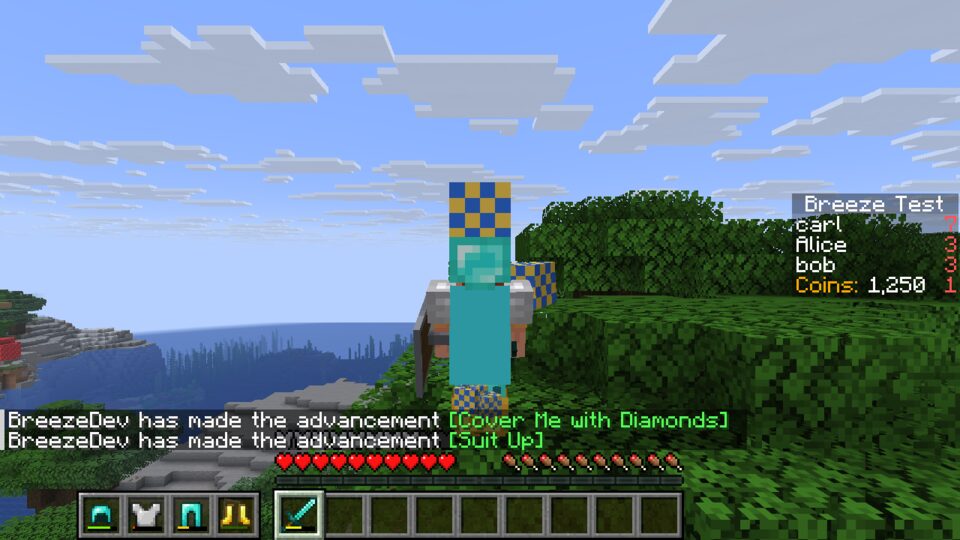 Breeze Test
carl 7
Alice 3
bob 3
Coins: 1,250 1
BreezeDev has made the advancement [Cover Me with Diamonds]
BreezeDev has made the advancement [Suit Up]